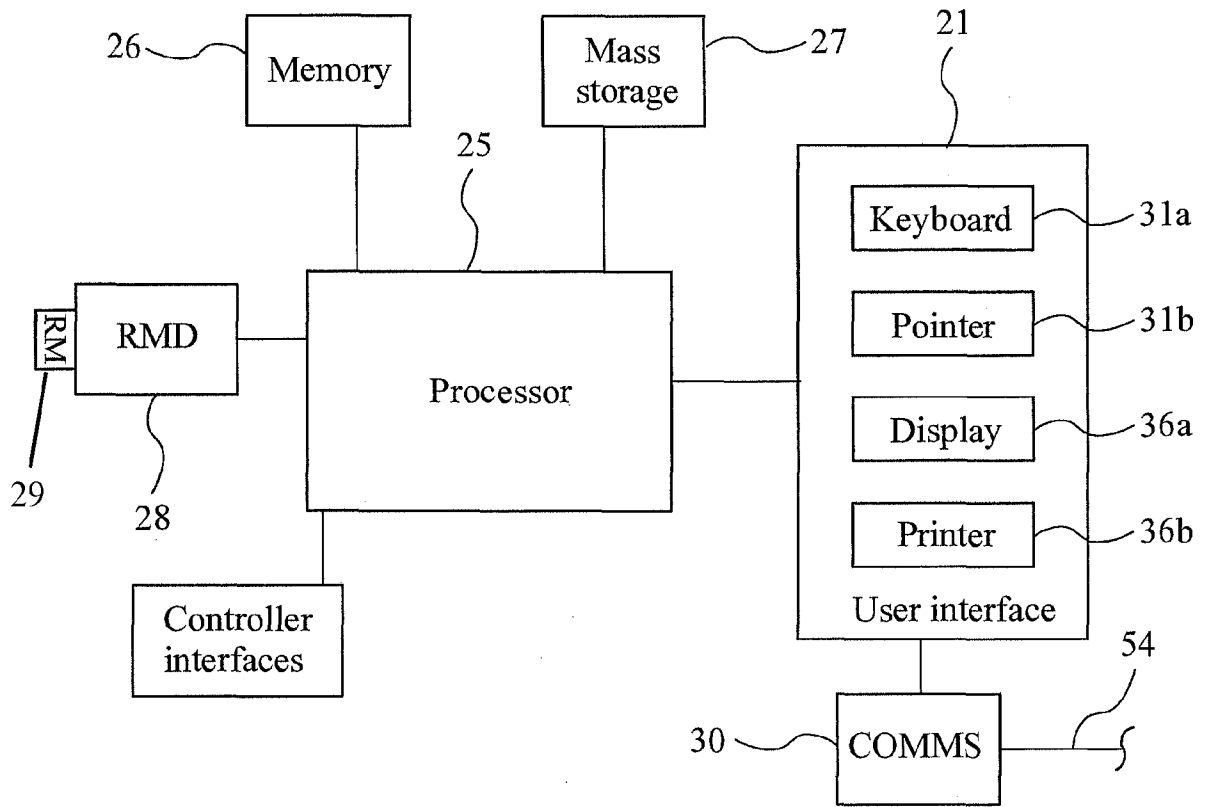 26
Memory
Mass
storage
27
21
25
Keyboard
31a
RM
RMD
Pointer
31b
Processor
Display
36a
29
28
Printer
36b
Controller
interfaces
User interface
54
30
COMMS